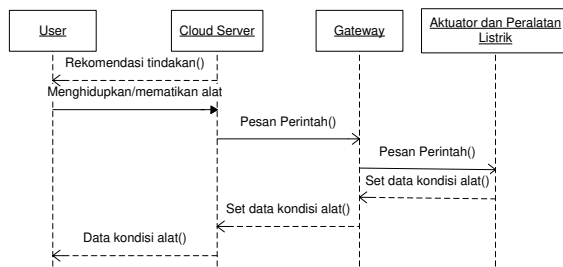 User
Cloud Server
Gateway
Aktuator dan Peralatan
Listrik
Rekomendasi tindakan()
Menghidupkan/mematikan alat
Pesan Perintah()
Pesan Perintah()
Set data kondisi alat()
Set data kondisi alat()
Data kondisi alat()